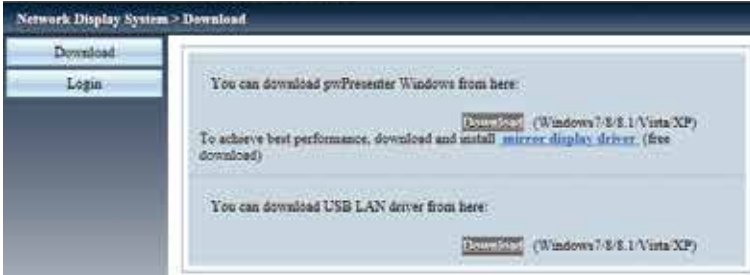 Network Display System > Download
Download
Login
You can download pwPresenter Windows from here:
Download (Windows7/8/8.1/Vista/XP)
To achieve best performance, download and install mirror display driver (free
download)
You can download USB LAN driver from here:
Download (Windows7/8/8.1/Vista/XP)